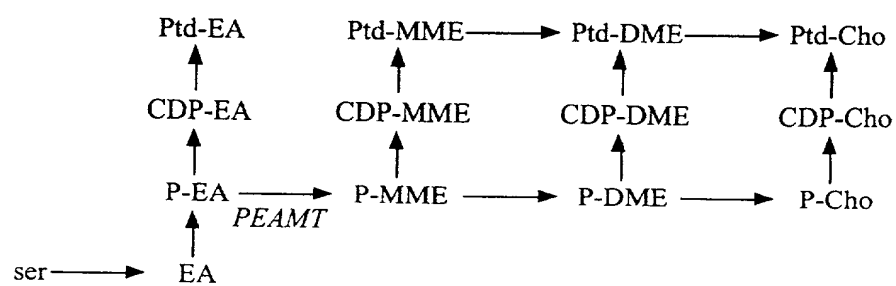 Ptd-EA Ptd-MME Ptd-DME Ptd-Cho
CDP-EA CDP-MME CDP-DME CDP-Cho
P-EA P-MME P-DME P-Cho
PEAMT
ser EA